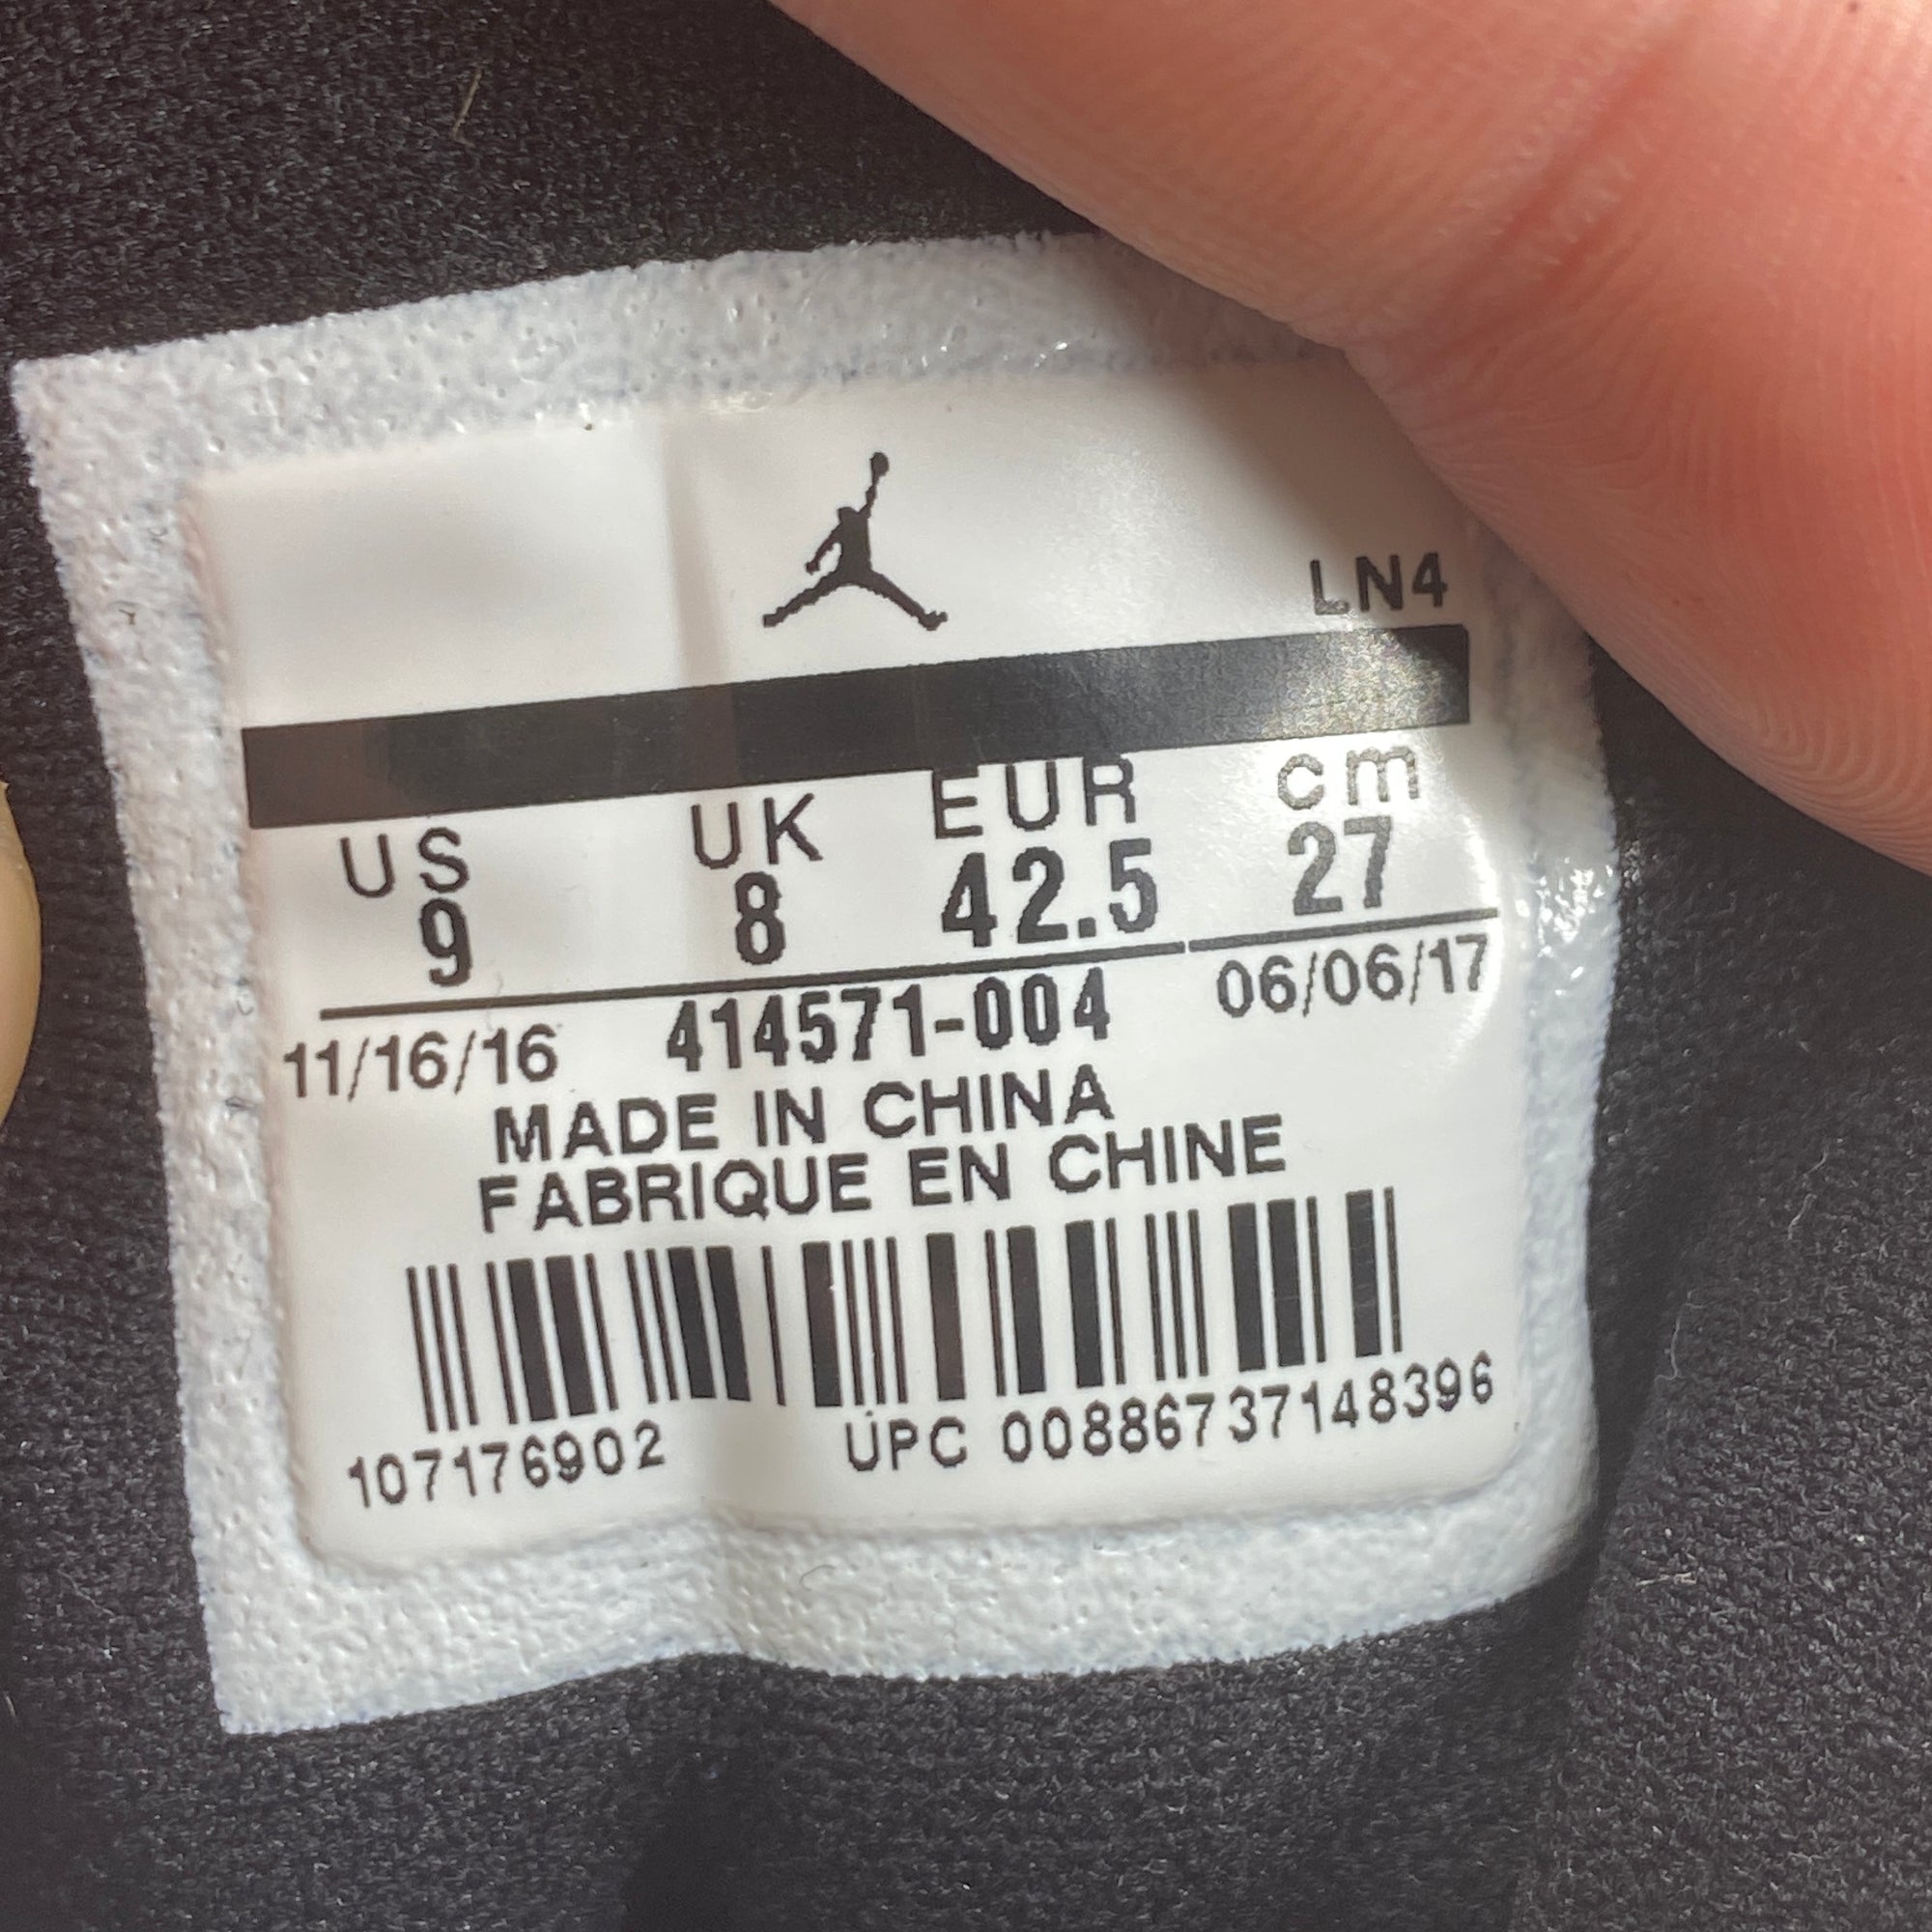 LN4
US UK EUR cm
9 8 42.5 27
11/16/16 414571-004 06/06/17
MADE IN CHINA
FABRIQUE EN CHINE
107176902 UPC 00886737148396